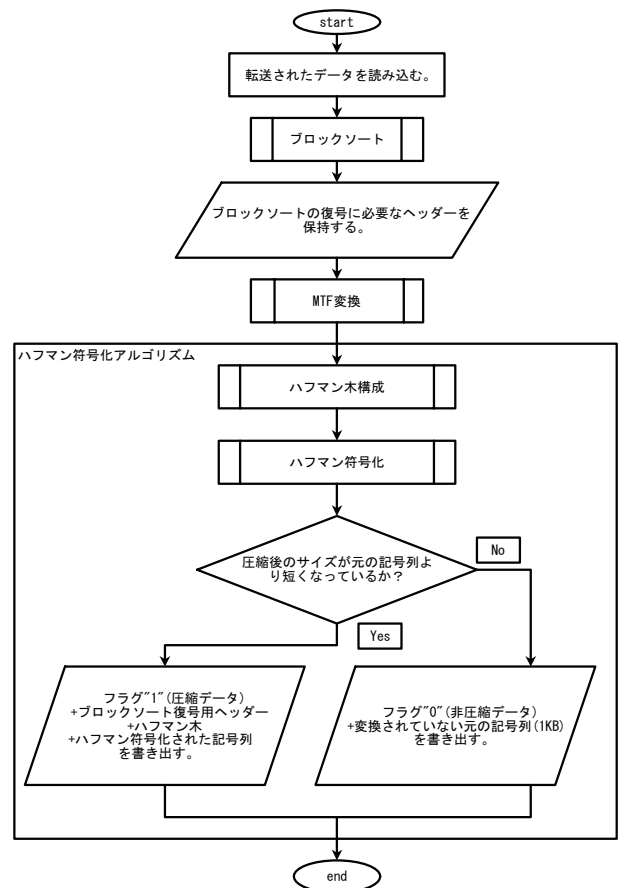 start
転送されたデータを読み込む。
ブロックソート
ブロックソートの復号に必要なヘッダーを
保持する。
MTF変換
ハフマン符号化アルゴリズム
ハフマン木構成
ハフマン符号化
圧縮後のサイズが元の記号列よ
り短くなっているか？
No
Yes
フラグ"1"(圧縮データ)
+ブロックソート復号用ヘッダー
+ハフマン木
+ハフマン符号化された記号列
を書き出す。
フラグ"0"(非圧縮データ)
+変換されていない元の記号列(1KB)
を書き出す。
end